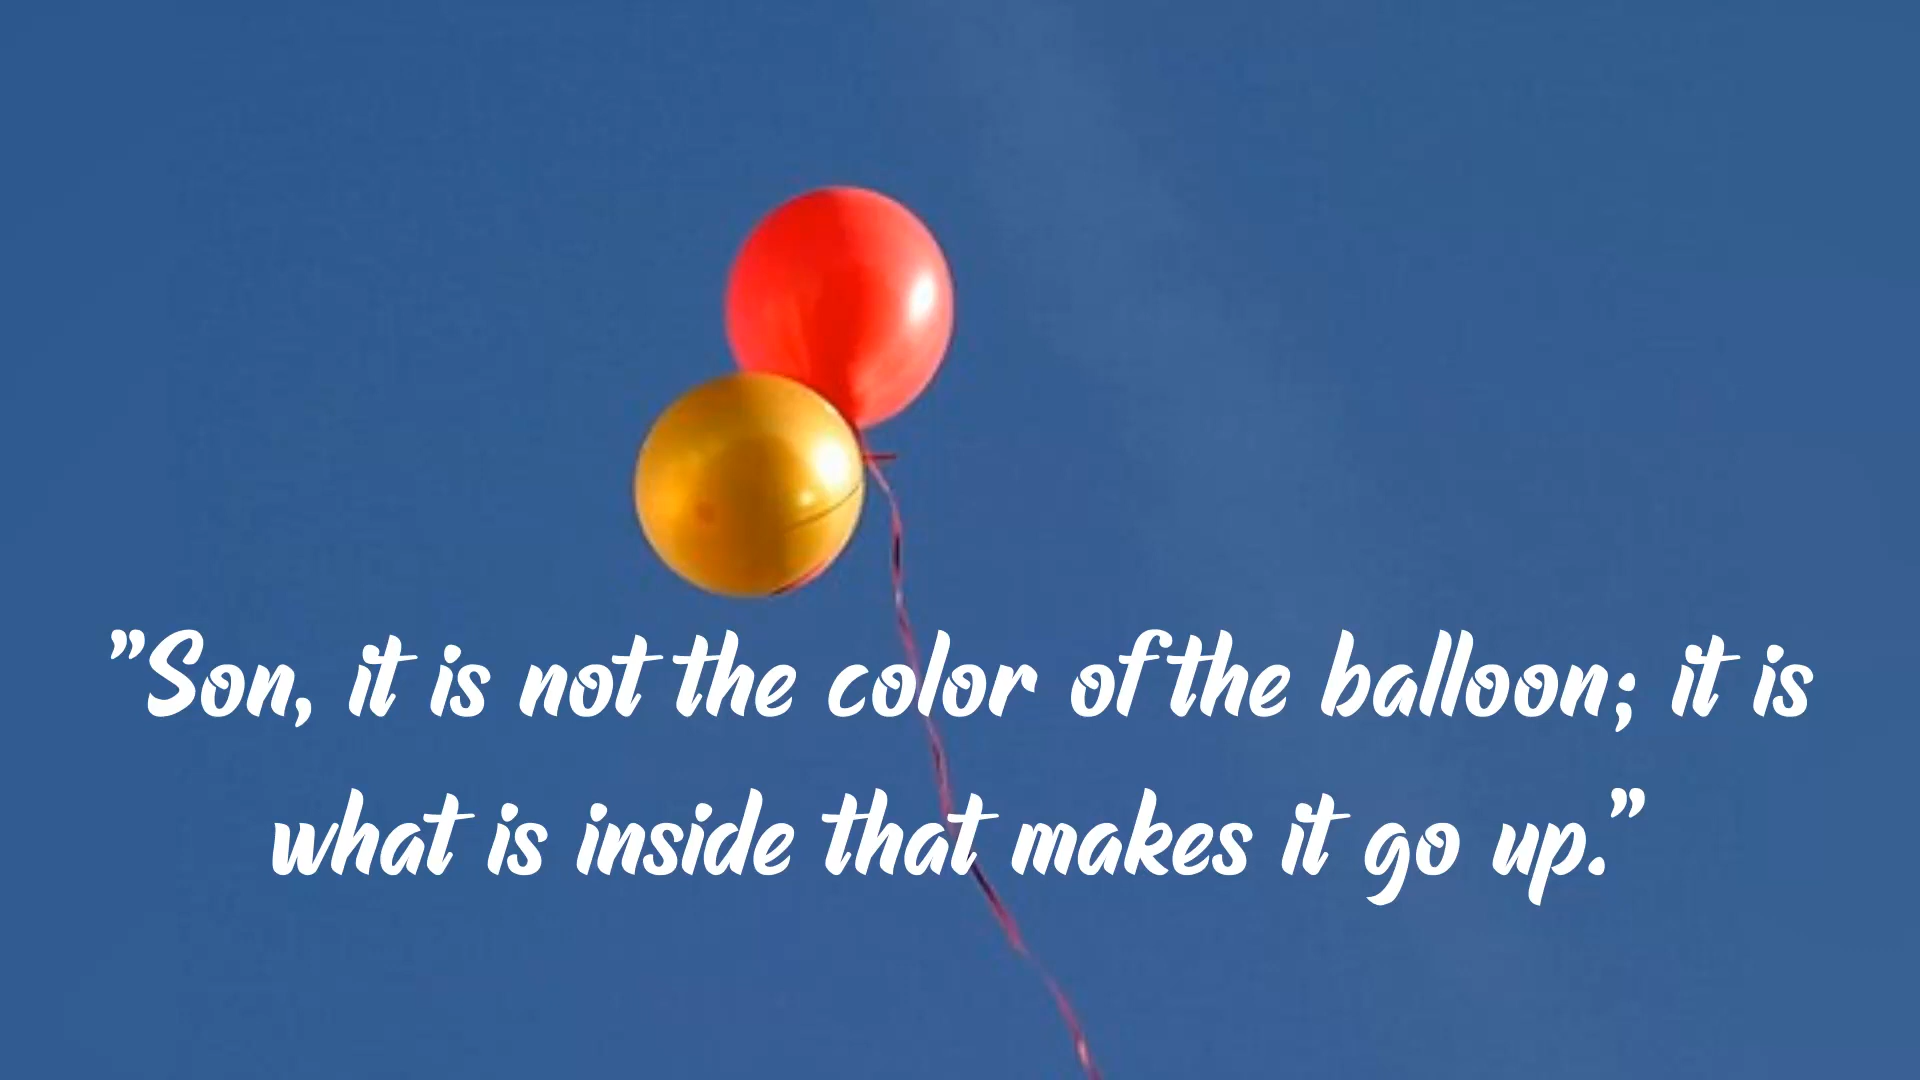 ”Son, it is not the color of the balloon; it is
what is inside that makes it go up.”